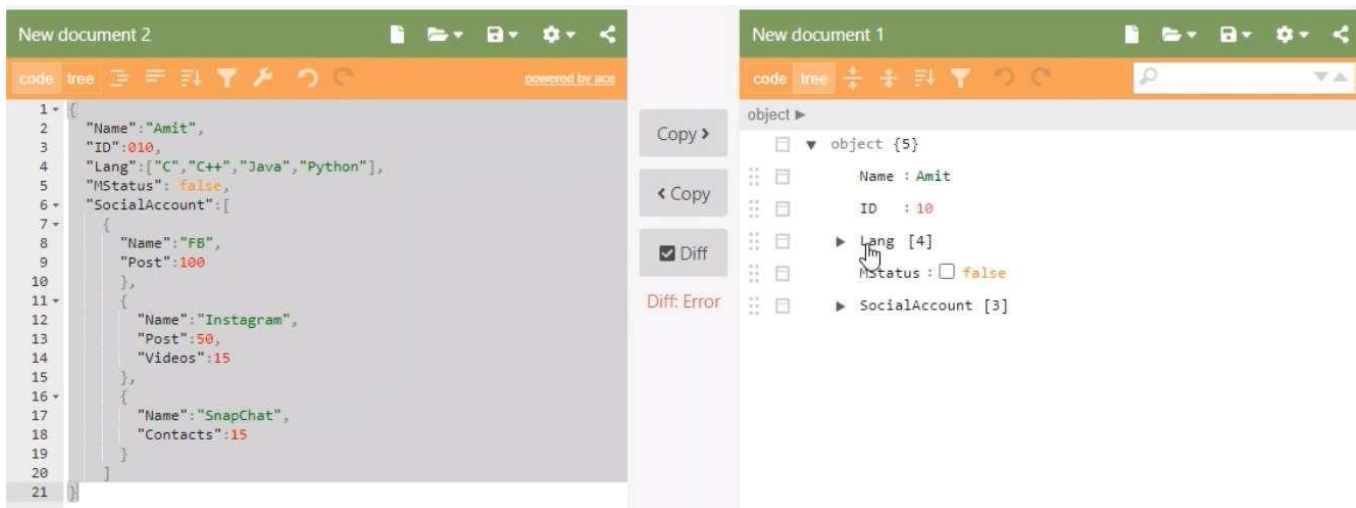 New document 2
code tree powered by ace
1 {
2 "Name":"Amit",
3 "ID":010,
4 "Lang":["C","C++","Java","Python"],
5 "MStatus": false,
6 "SocialAccount":[
7 {
8 "Name":"FB",
9 "Post":100
10 },
11 {
12 "Name":"Instagram",
13 "Post":50,
14 "Videos":15
15 },
16 {
17 "Name":"SnapChat",
18 "Contacts":15
19 }
20 ]
21 }
Copy >
< Copy
Diff
Diff: Error
New document 1
code tree
object ►
▼ object {5}
Name : Amit
ID : 10
► Lang [4]
MStatus : false
► SocialAccount [3]